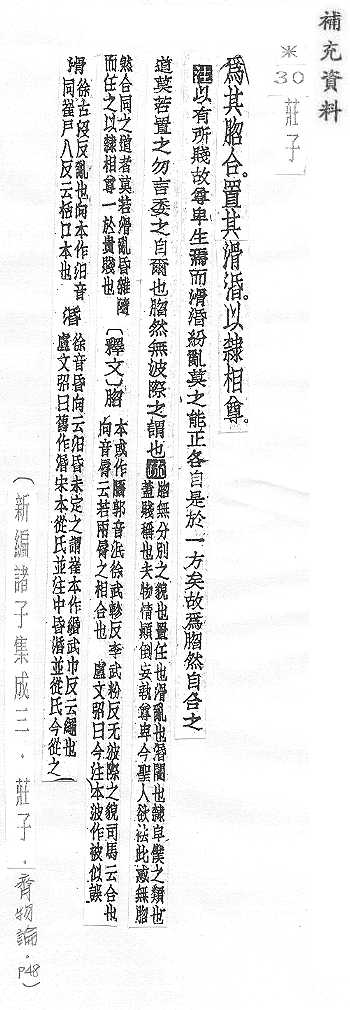 補充資料
※
30
莊子
爲其脗合。置其滑涽。以隸相尊。
注以有所賤故尊卑生焉而滑涽紛亂莫之能正各自是於一方矣故爲脗然自合之
道莫若置之勿言委之自爾也脗然無波際之謂也
疏
脗無分別之貌也置任也滑亂也涽闇也隸皁僕之類也
蓋賤稱也夫物情顛倒妄執尊卑今聖人欲祛此惑無脗
然合同之道者莫若滑亂昏雜隨
而任之以隸相尊一於貴賤也
〔釋文〕脗
本或作䐇郭音泯徐武軫反李武粉反无波際之貌司馬云合也
向音脣云若兩脣之相合也
盧文弨曰今注本波作被似誤
滑
徐古沒反亂也向本作汨音
同崔戶八反云栝口木也
涽
徐音昏向云汨昏未定之謂崔本作緡武巾反云繩也
盧文弨曰舊作涽宋本從氏並注中昏涽並從氏今從之
(新編諸子集成三．莊子．齊物論。P48)